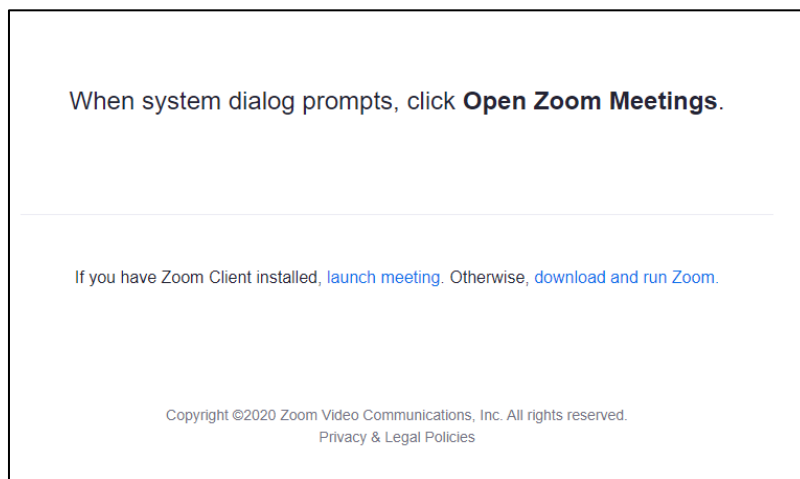 When system dialog prompts, click Open Zoom Meetings.
If you have Zoom Client installed, launch meeting. Otherwise, download and run Zoom.
Copyright ©2020 Zoom Video Communications, Inc. All rights reserved.
Privacy & Legal Policies